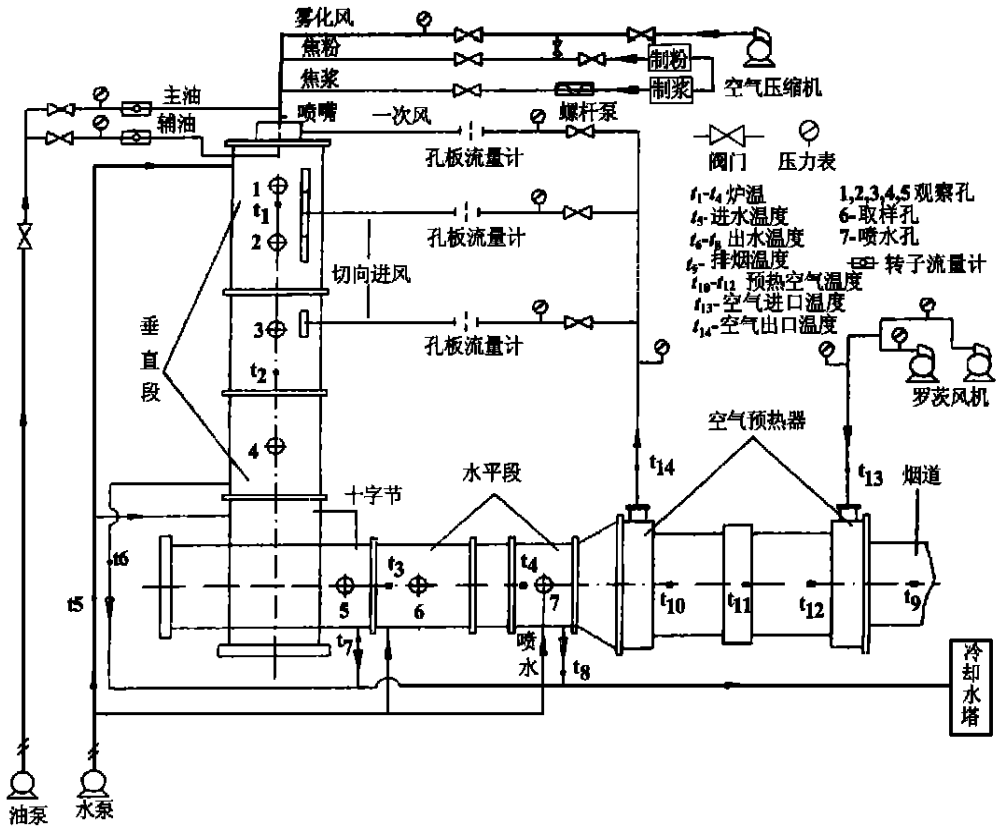 雾化风
焦粉
制粉
空气压缩机
焦浆
制浆
螺杆泵
主油
辅油
喷嘴
一次风
孔板流量计
阀门
压力表
1
t1
2
孔板流量计
切向进风
t1-t4 炉温
t5-进水温度
t6-t8 出水温度
t9- 排烟温度
t10-t12 预热空气温度
t13-空气进口温度
t14-空气出口温度
1,2,3,4,5 观察孔
6-取样孔
7-喷水孔
转子流量计
3
孔板流量计
垂直段
t2
罗茨风机
空气预热器
4
t14
t13
烟道
十字节
水平段
t6
t5
5
t3
6
t4
7
t10
t11
t12
t9
t7
喷水
t8
冷却水塔
油泵
水泵